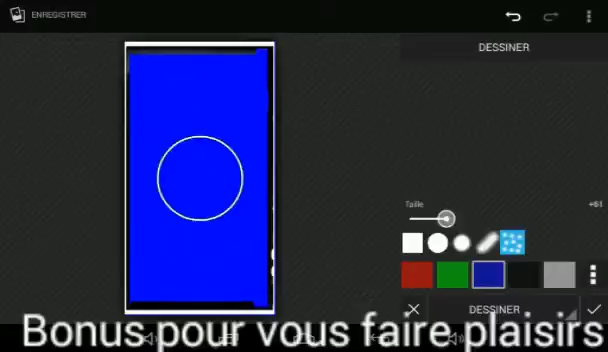 ENREGISTRER
DESSINER
Taille
+61
DESSINER
Bonus pour vous faire plaisirs